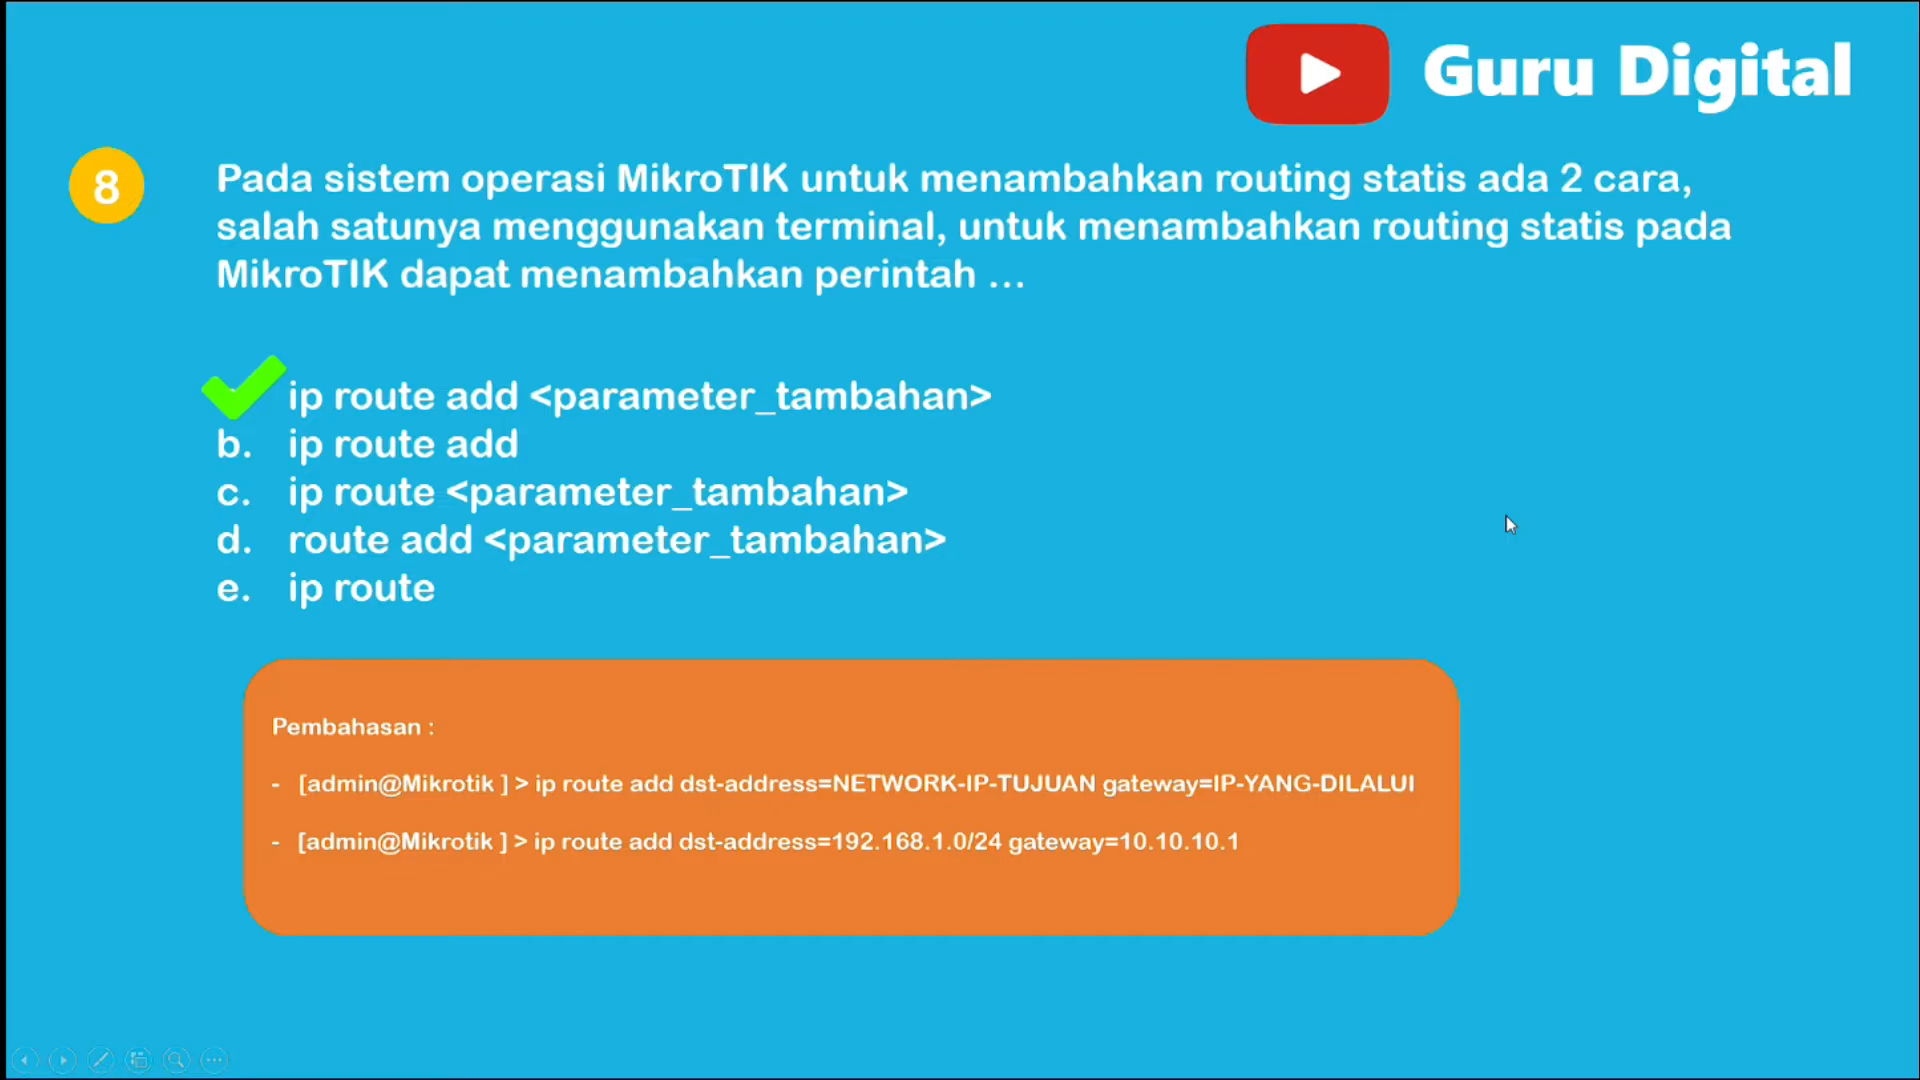 Guru Digital
8
Pada sistem operasi MikroTIK untuk menambahkan routing statis ada 2 cara,
salah satunya menggunakan terminal, untuk menambahkan routing statis pada
MikroTIK dapat menambahkan perintah ...
ip route add <parameter_tambahan>
b. ip route add
c. ip route <parameter_tambahan>
d. route add <parameter_tambahan>
e. ip route
Pembahasan :
- [admin@Mikrotik ] > ip route add dst-address=NETWORK-IP-TUJUAN gateway=IP-YANG-DILALUI
- [admin@Mikrotik ] > ip route add dst-address=192.168.1.0/24 gateway=10.10.10.1